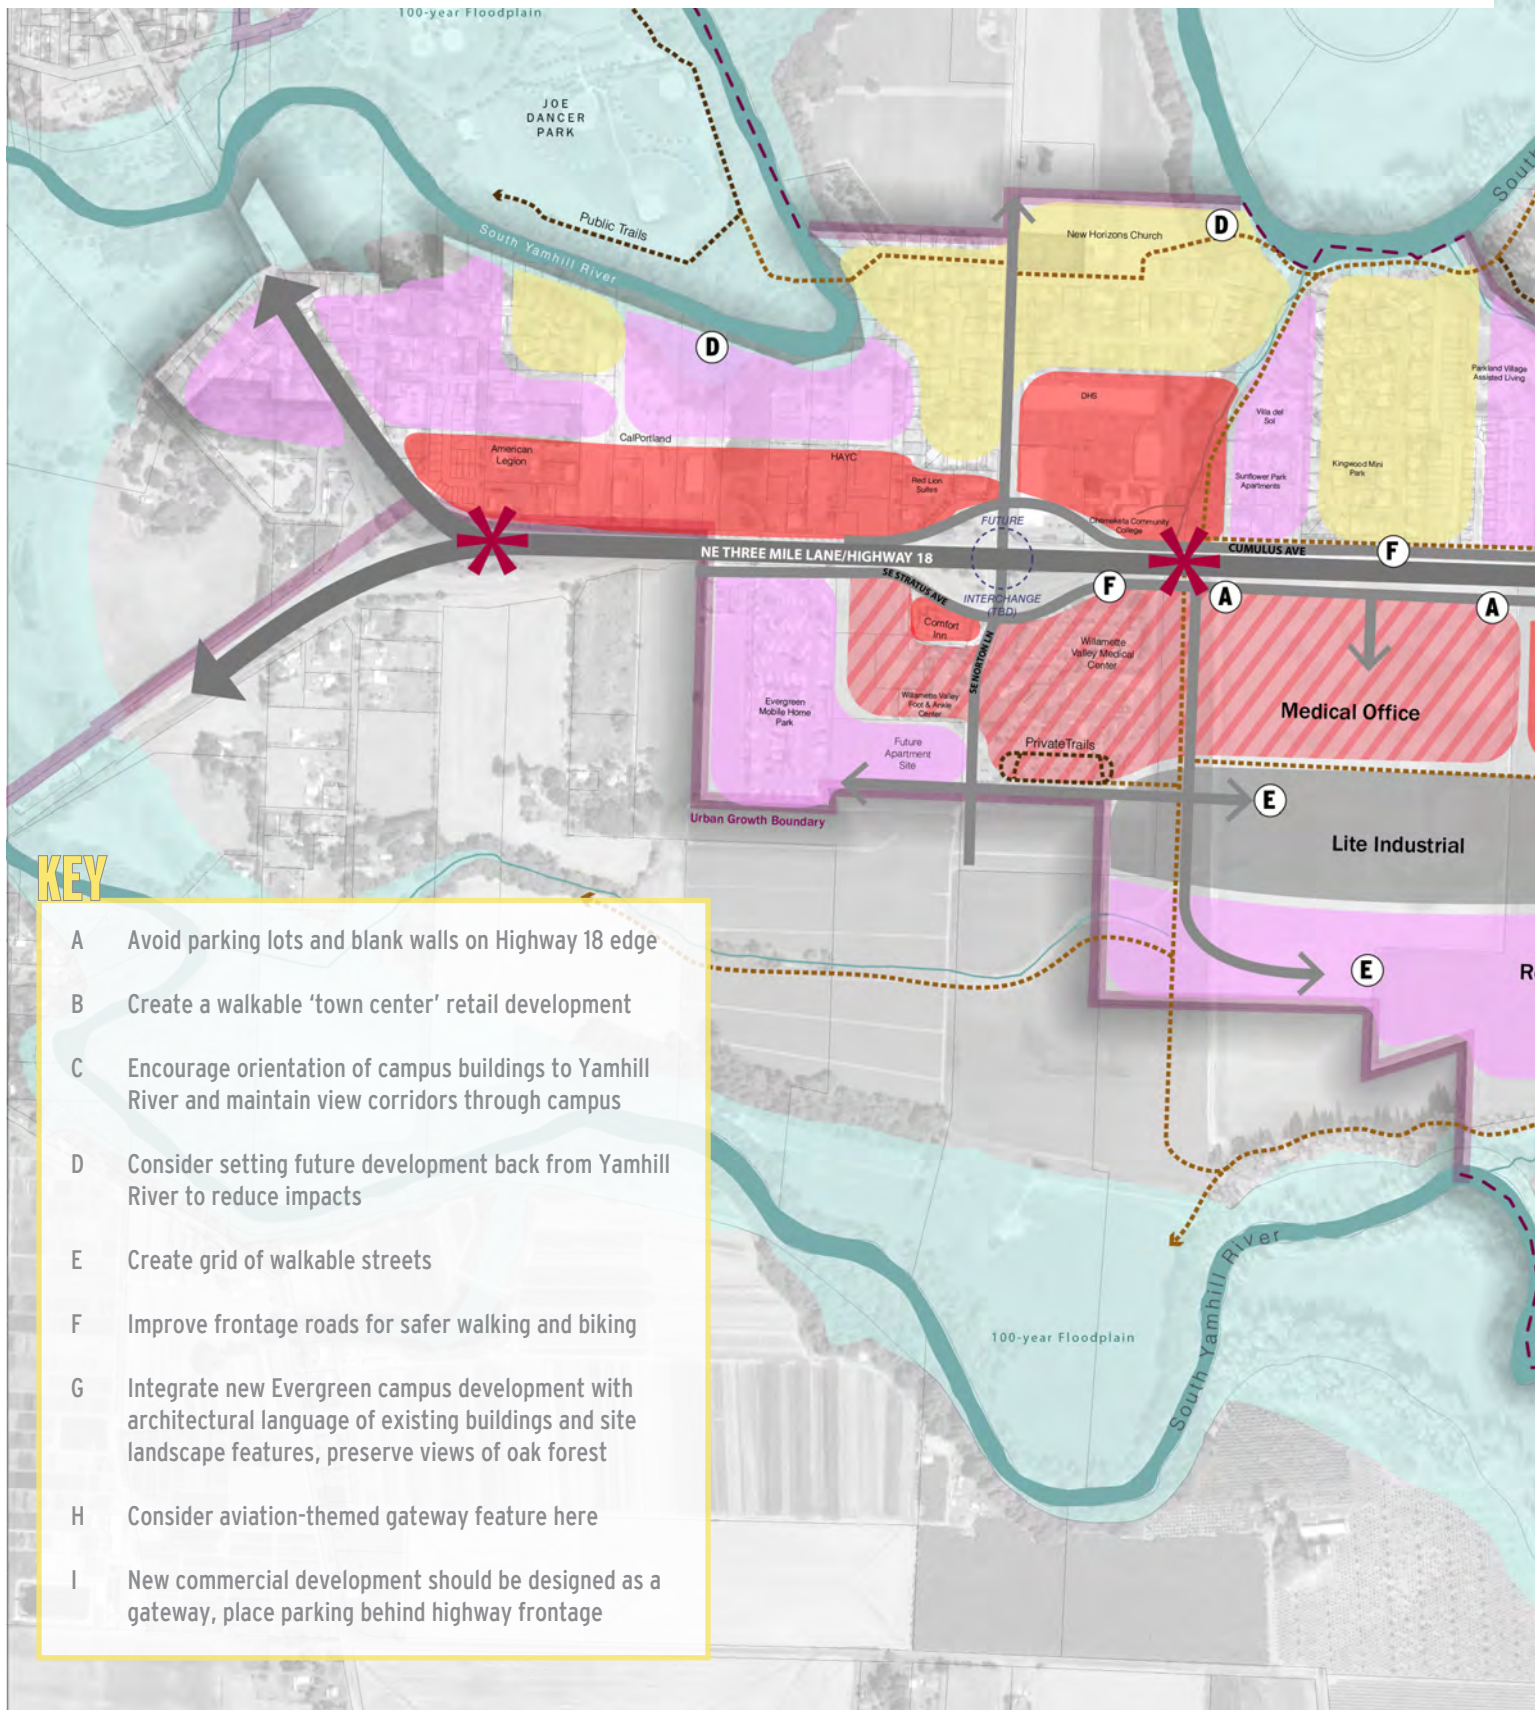 100-year Floodplain
JOE
DANCER
PARK
Public Trails
South Yamhill River
South
New Horizons Church
D
D
DHS
Parkland Village
Assisted Living
Villa del
Sol
Kingwood Mini
Park
Sunflower Park
Apartments
CalPortland
American
Legion
HAYC
Red Lion
Suites
Chemeketa Community
College
FUTURE
INTERCHANGE
(TBD)
NE THREE MILE LANE/HIGHWAY 18
CUMULUS AVE
F
F
A
A
SE STRATUS AVE
Comfort
Inn
SE NORTON LN
Willamette
Valley Medical
Center
Willamette Valley
Foot & Ankle
Center
Evergreen
Mobile Home
Park
Future
Apartment
Site
PrivateTrails
Medical Office
E
Urban Growth Boundary
Lite Industrial
E
R
100-year Floodplain
South Yamhill River
KEY
A Avoid parking lots and blank walls on Highway 18 edge
B Create a walkable ‘town center’ retail development
C Encourage orientation of campus buildings to Yamhill
River and maintain view corridors through campus
D Consider setting future development back from Yamhill
River to reduce impacts
E Create grid of walkable streets
F Improve frontage roads for safer walking and biking
G Integrate new Evergreen campus development with
architectural language of existing buildings and site
landscape features, preserve views of oak forest
H Consider aviation-themed gateway feature here
I New commercial development should be designed as a
gateway, place parking behind highway frontage